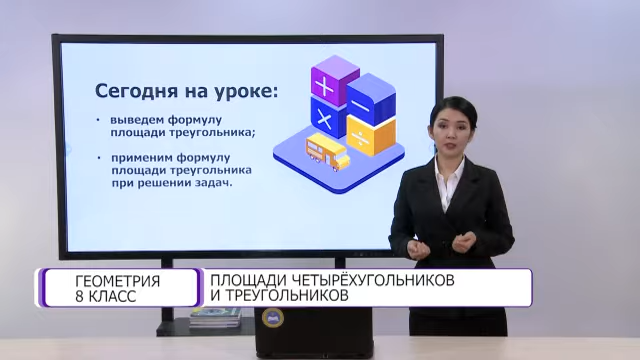 Сегодня на уроке:
• выведем формулу
площади треугольника;
• применим формулу
площади треугольника
при решении задач.
ГЕОМЕТРИЯ
8 КЛАСС
ПЛОЩАДИ ЧЕТЫРЁХУГОЛЬНИКОВ
И ТРЕУГОЛЬНИКОВ